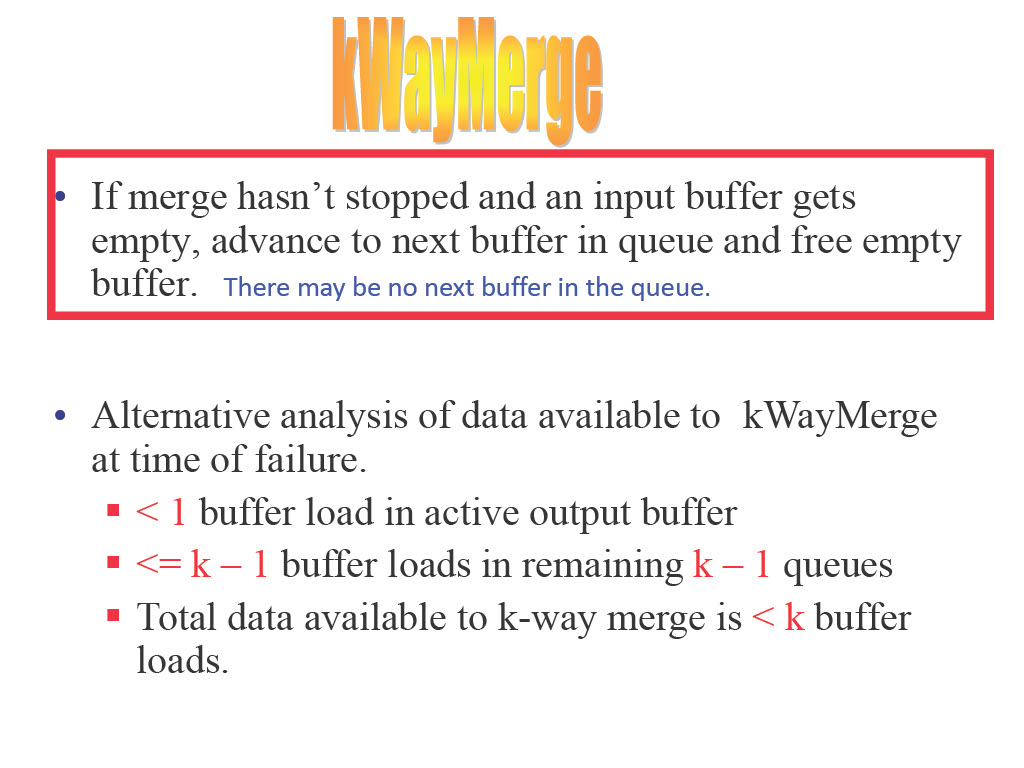 kWayMerge
• If merge hasn’t stopped and an input buffer gets
empty, advance to next buffer in queue and free empty
buffer. There may be no next buffer in the queue.
• Alternative analysis of data available to kWayMerge
at time of failure.
▪ < 1 buffer load in active output buffer
▪ <= k – 1 buffer loads in remaining k – 1 queues
▪ Total data available to k-way merge is < k buffer
loads.